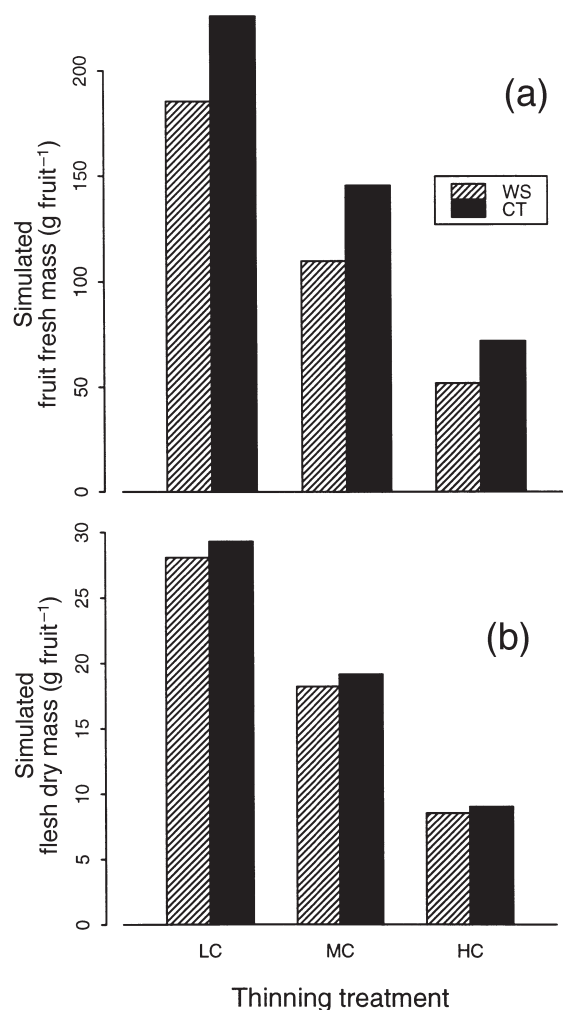 (a)
Simulated
fruit fresh mass (g fruit⁻¹)
200
150
100
50
0
WS
CT
(b)
Simulated
flesh dry mass (g fruit⁻¹)
30
25
20
15
10
5
0
LC MC HC
Thinning treatment